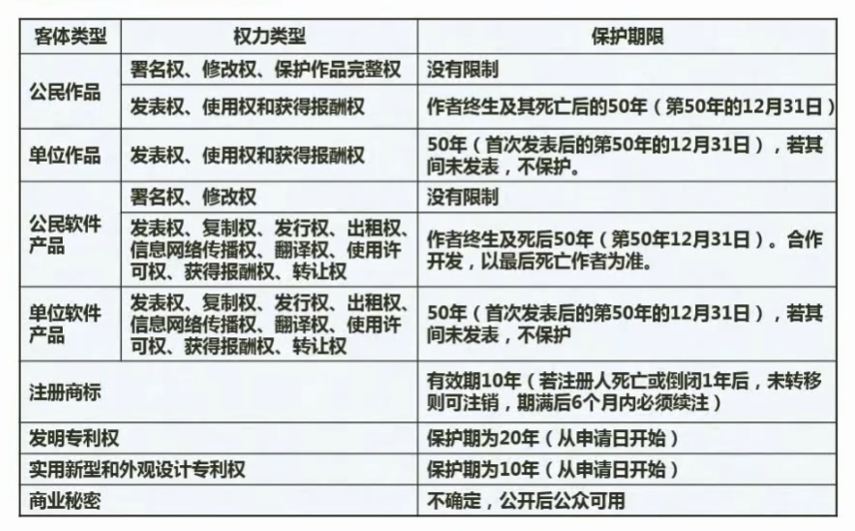 客体类型 权力类型 保护期限
公民作品
署名权、修改权、保护作品完整权 没有限制
发表权、使用权和获得报酬权 作者终生及其死亡后的50年（第50年的12月31日）
单位作品 发表权、使用权和获得报酬权
50年（首次发表后的第50年的12月31日），若其
间未发表，不保护。
公民软件
产品
署名权、修改权 没有限制
发表权、复制权、发行权、出租权、
信息网络传播权、翻译权、使用许
可权、获得报酬权、转让权
作者终生及死后50年（第50年12月31日）。合作
开发，以最后死亡作者为准。
单位软件
产品
发表权、复制权、发行权、出租权、
信息网络传播权、翻译权、使用许
可权、获得报酬权、转让权
50年（首次发表后的第50年的12月31日），若其
间未发表，不保护
注册商标
有效期10年（若注册人死亡或倒闭1年后，未转移
则可注销，期满后6个月内必须续注）
发明专利权 保护期为20年（从申请日开始）
实用新型和外观设计专利权 保护期为10年（从申请日开始）
商业秘密 不确定，公开后公众可用